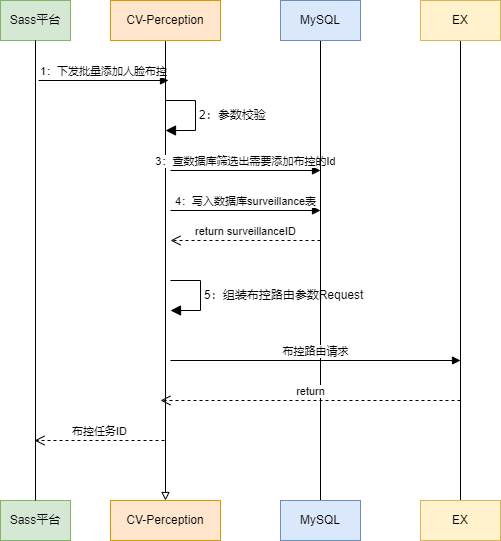 Sass平台
CV-Perception
MySQL
EX
1：下发批量添加人脸布控
2：参数校验
3：查数据库筛选出需要添加布控的Id
4：写入数据库surveillance表
return surveillanceID
5：组装布控路由参数Request
布控路由请求
return
布控任务ID
Sass平台
CV-Perception
MySQL
EX